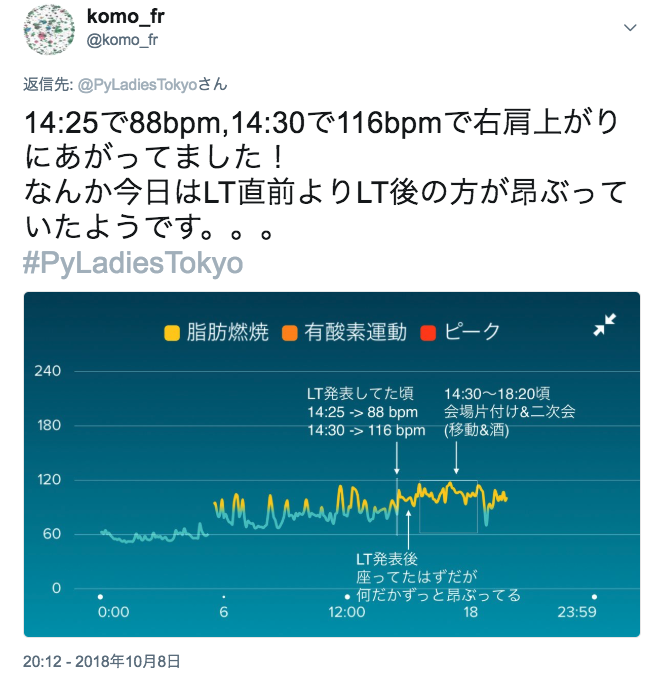 komo_fr
@komo_fr
返信先: @PyLadiesTokyoさん
14:25で88bpm,14:30で116bpmで右肩上がり
にあがってました！
なんか今日はLT直前よりLT後の方が昂ぶって
いたようです。。。
#PyLadiesTokyo
脂肪燃焼 有酸素運動 ピーク
240
180
120
60
0
LT発表してた頃
14:25 -> 88 bpm
14:30 -> 116 bpm
14:30〜18:20頃
会場片付け&二次会
(移動&酒)
LT発表後
座ってたはずだが
何だかずっと昂ぶってる
0:00 6 12:00 18 23:59
20:12 - 2018年10月8日